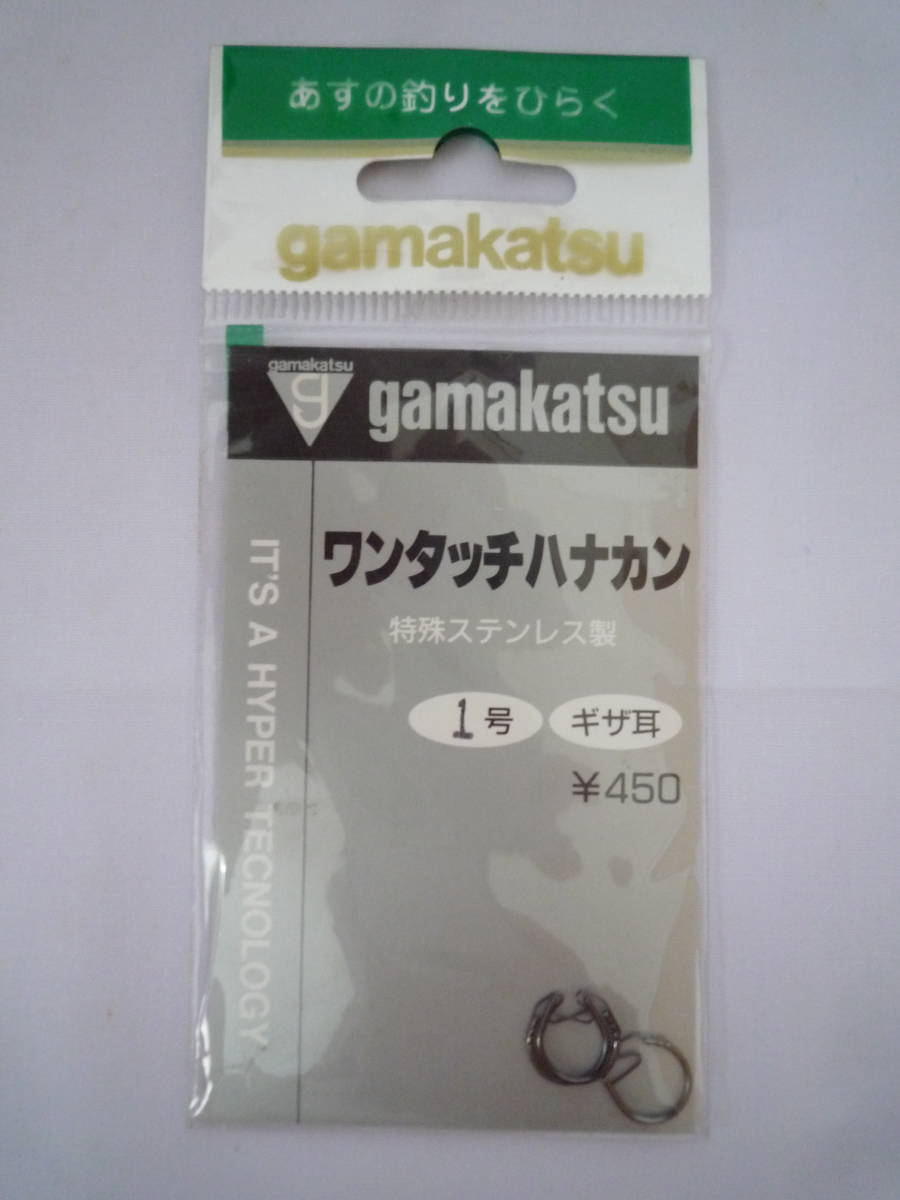 あすの釣りをひらく
gamakatsu
gamakatsu
g
gamakatsu
ワンタッチハナカン
特殊ステンレス製
1号
ギザ耳
¥450
IT'S A HYPER TECNOLOGY